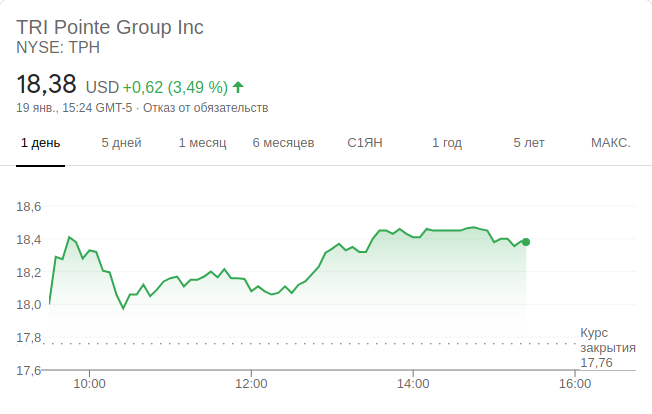 TRI Pointe Group Inc
NYSE: TPH
18,38 USD +0,62 (3,49 %)
19 янв., 15:24 GMT-5 · Отказ от обязательств
1 день 5 дней 1 месяц 6 месяцев С1ЯН 1 год 5 лет МАКС.
18,6
18,4
18,2
18,0
17,8
17,6
Курс
закрытия
17,76
10:00 12:00 14:00 16:00